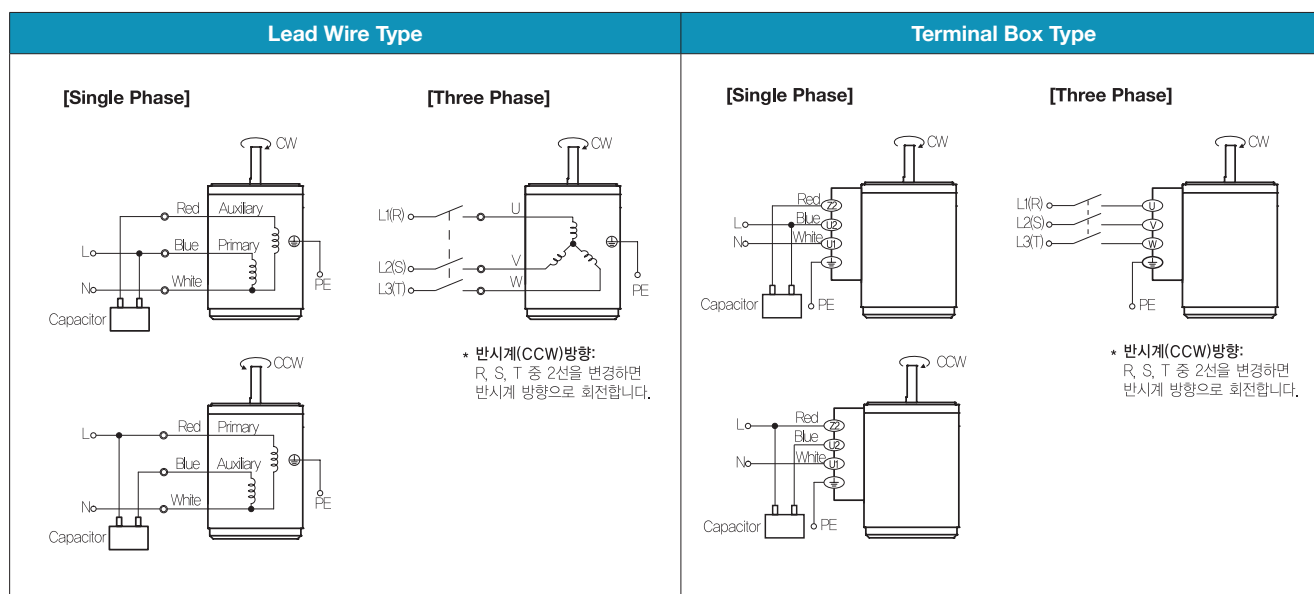 Lead Wire Type
Terminal Box Type
[Single Phase]
[Three Phase]
[Single Phase]
[Three Phase]
CW
Red Auxiliary
L Blue Primary
N White
PE
Capacitor
CW
L1(R) U
L2(S) V
L3(T) W
PE
* 반시계(CCW)방향:
R, S, T 중 2선을 변경하면
반시계 방향으로 회전합니다.
CCW
L Red Primary
Blue Auxiliary
N White
PE
Capacitor
CW
Red Z2
L Blue U2
N White U1
Capacitor PE
CW
L1(R) U
L2(S) V
L3(T) W
PE
* 반시계(CCW)방향:
R, S, T 중 2선을 변경하면
반시계 방향으로 회전합니다.
CCW
L Red Z2
Blue U2
N White U1
Capacitor PE